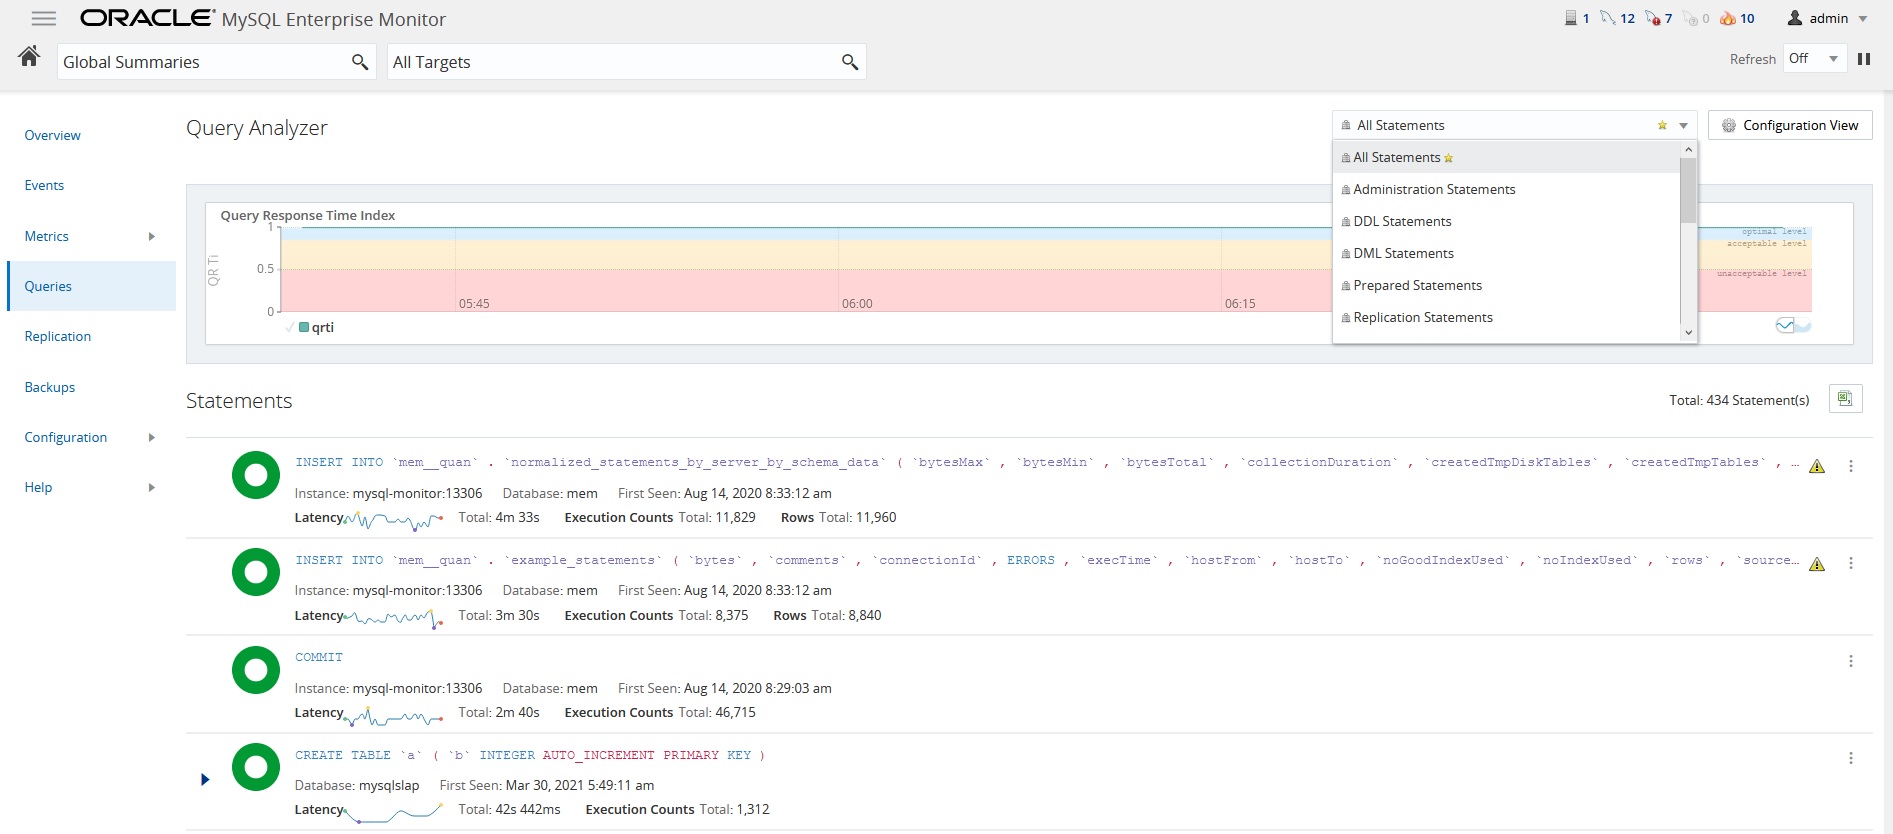 ORACLE MySQL Enterprise Monitor 1 12 7 0 10 admin
Global Summaries All Targets Refresh Off
Overview
Events
Metrics
Queries
Replication
Backups
Configuration
Help
Query Analyzer All Statements Configuration View
All Statements
Administration Statements
DDL Statements
DML Statements
Prepared Statements
Replication Statements
Query Response Time Index
1
0.5
0
QR Ti
05:45 06:00 06:15
optimal level
acceptable level
unacceptable level
qrti
Statements Total: 434 Statement(s)
INSERT INTO `mem__quan` . `normalized_statements_by_server_by_schema_data` ( `bytesMax` , `bytesMin` , `bytesTotal` , `collectionDuration` , `createdTmpDiskTables` , `createdTmpTables` , ...
Instance: mysql-monitor:13306 Database: mem First Seen: Aug 14, 2020 8:33:12 am
Latency Total: 4m 33s Execution Counts Total: 11,829 Rows Total: 11,960
INSERT INTO `mem__quan` . `example_statements` ( `bytes` , `comments` , `connectionId` , ERRORS , `execTime` , `hostFrom` , `hostTo` , `noGoodIndexUsed` , `noIndexUsed` , `rows` , `source...
Instance: mysql-monitor:13306 Database: mem First Seen: Aug 14, 2020 8:33:12 am
Latency Total: 3m 30s Execution Counts Total: 8,375 Rows Total: 8,840
COMMIT
Instance: mysql-monitor:13306 Database: mem First Seen: Aug 14, 2020 8:29:03 am
Latency Total: 2m 40s Execution Counts Total: 46,715
CREATE TABLE `a` ( `b` INTEGER AUTO_INCREMENT PRIMARY KEY )
Database: mysqlslap First Seen: Mar 30, 2021 5:49:11 am
Latency Total: 42s 442ms Execution Counts Total: 1,312